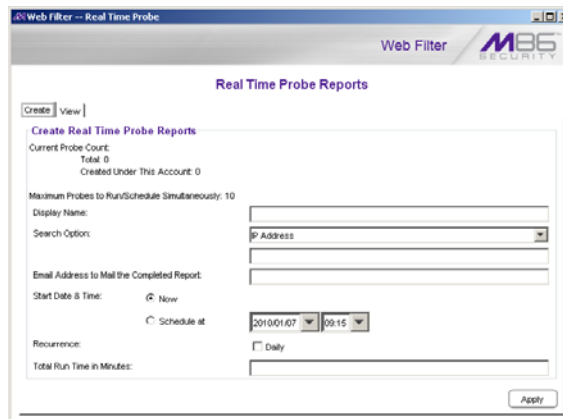 Web Filter -- Real Time Probe
Web Filter
M86
SECURITY
Real Time Probe Reports
Create View
Create Real Time Probe Reports
Current Probe Count:
Total: 0
Created Under This Account: 0
Maximum Probes to Run/Schedule Simultaneously: 10
Display Name:
Search Option: IP Address
Email Address to Mail the Completed Report:
Start Date & Time: Now
Schedule at 2010/01/07 09:15
Recurrence: Daily
Total Run Time in Minutes:
Apply